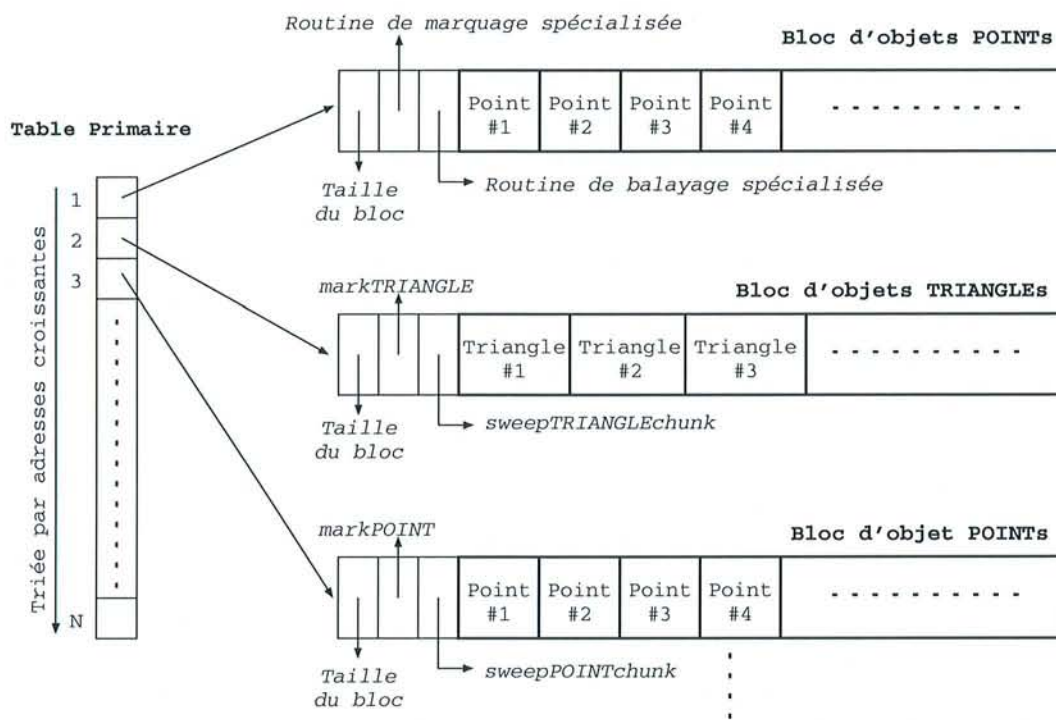 Routine de marquage spécialisée
Bloc d'objets POINTs
Point #1
Point #2
Point #3
Point #4
Table Primaire
Taille du bloc
Routine de balayage spécialisée
1
2
3
N
Triée par adresses croissantes
markTRIANGLE
Bloc d'objets TRIANGLEs
Triangle #1
Triangle #2
Triangle #3
Taille du bloc
sweepTRIANGLEchunk
markPOINT
Bloc d'objet POINTs
Point #1
Point #2
Point #3
Point #4
Taille du bloc
sweepPOINTchunk